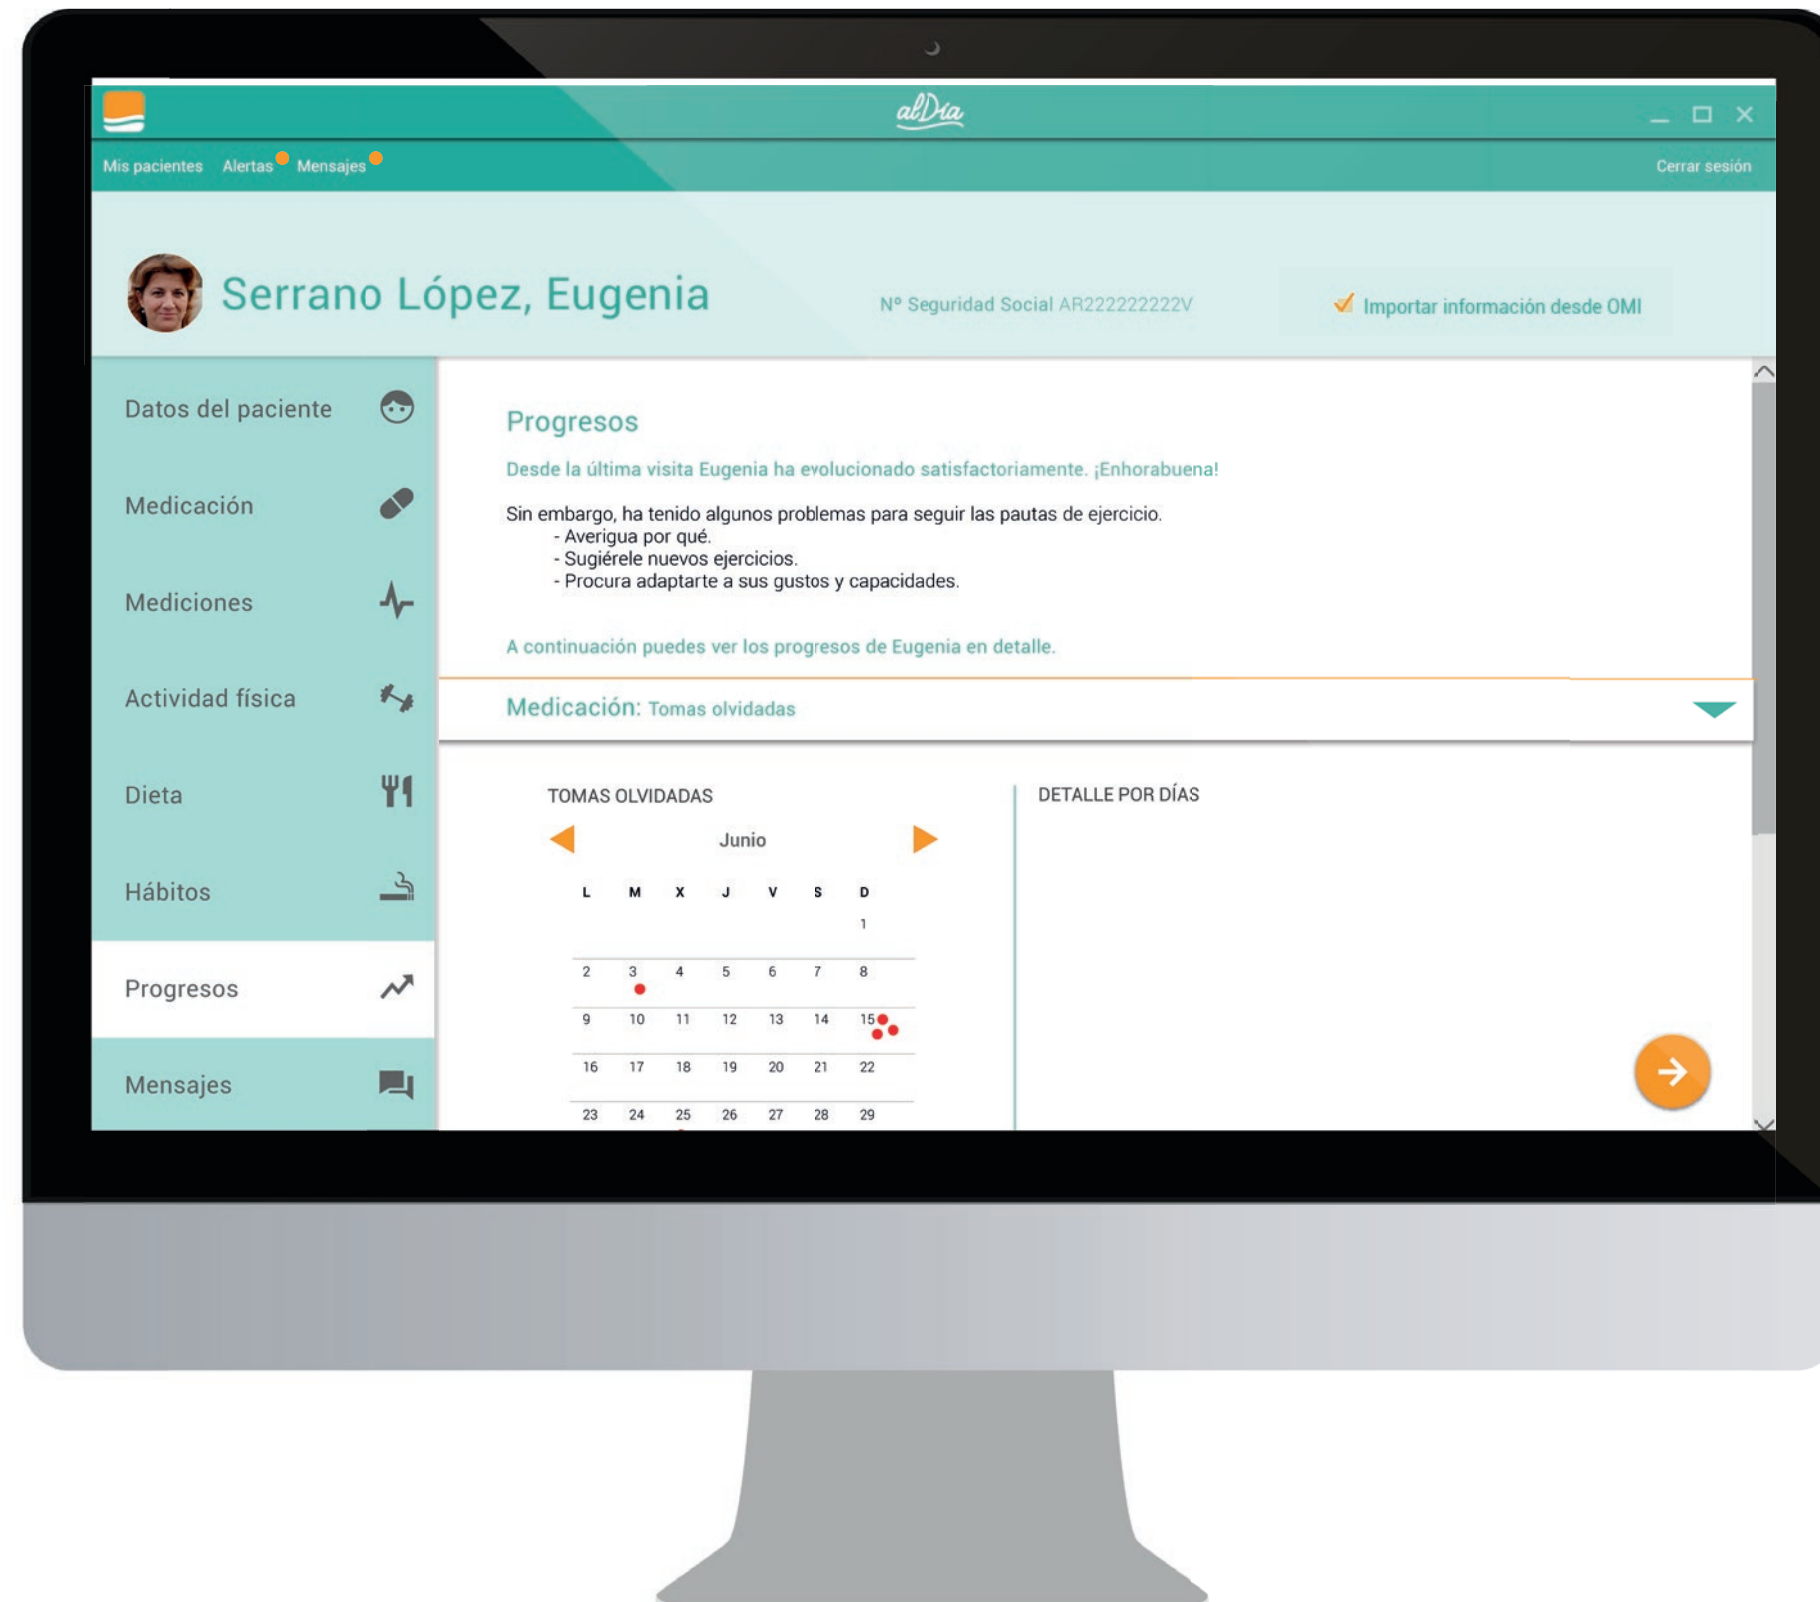 alDía
Mis pacientes Alertas Mensajes Cerrar sesión
Serrano López, Eugenia
Nº Seguridad Social AR222222222V
Importar información desde OMI
Datos del paciente
Medicación
Mediciones
Actividad física
Dieta
Hábitos
Progresos
Mensajes
Progresos
Desde la última visita Eugenia ha evolucionado satisfactoriamente. ¡Enhorabuena!
Sin embargo, ha tenido algunos problemas para seguir las pautas de ejercicio.
- Averigua por qué.
- Sugiérele nuevos ejercicios.
- Procura adaptarte a sus gustos y capacidades.
A continuación puedes ver los progresos de Eugenia en detalle.
Medicación: Tomas olvidadas
TOMAS OLVIDADAS
Junio
L M X J V S D
1
2 3 4 5 6 7 8
9 10 11 12 13 14 15
16 17 18 19 20 21 22
23 24 25 26 27 28 29
DETALLE POR DÍAS